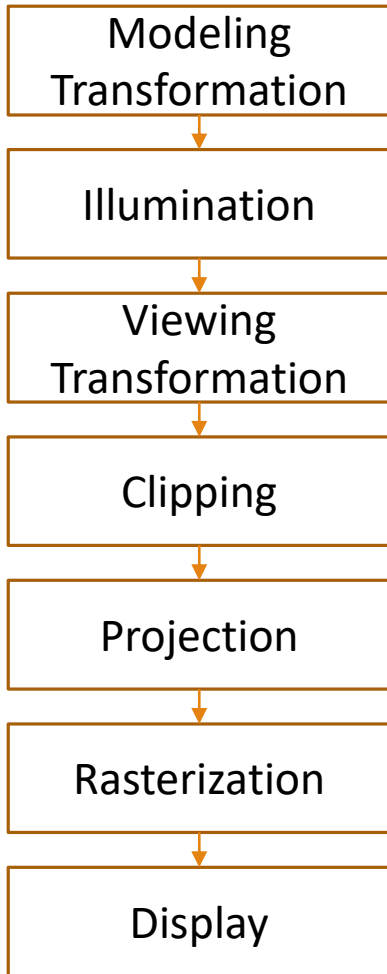 Modeling
Transformation
Illumination
Viewing
Transformation
Clipping
Projection
Rasterization
Display